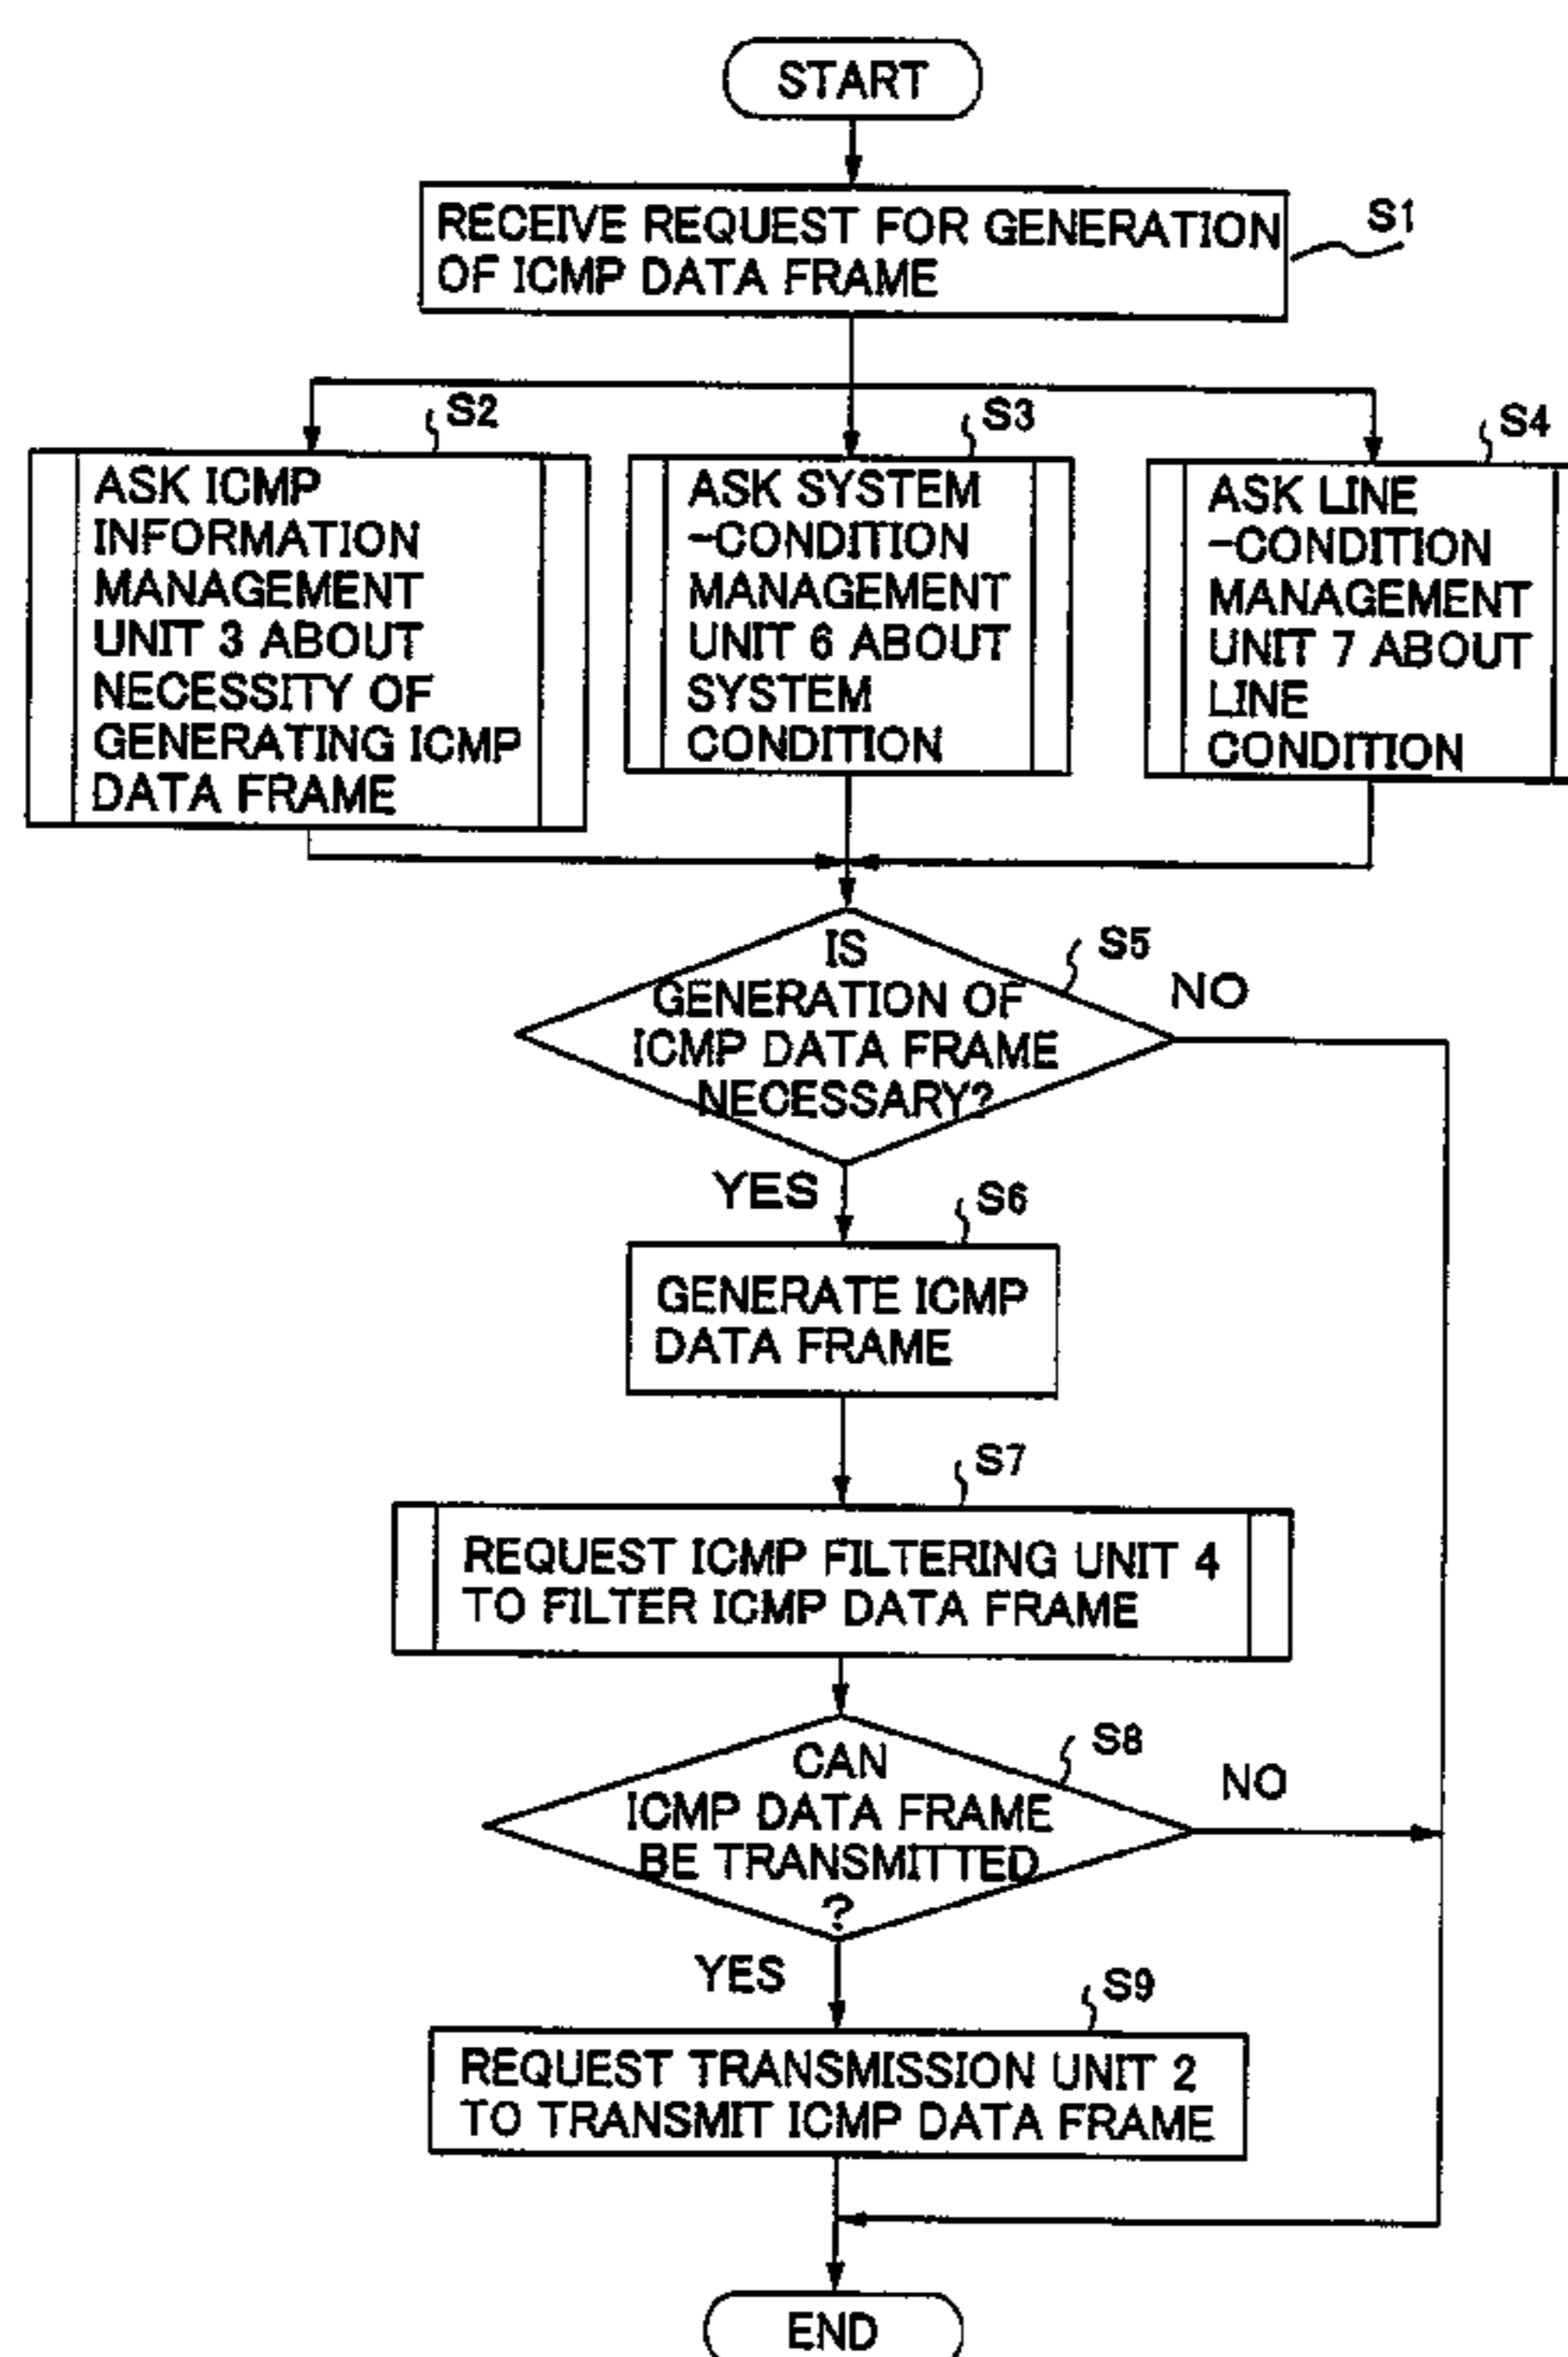 START
RECEIVE REQUEST FOR GENERATION
OF ICMP DATA FRAME
S1
S2
ASK ICMP
INFORMATION
MANAGEMENT
UNIT 3 ABOUT
NECESSITY OF
GENERATING ICMP
DATA FRAME
S3
ASK SYSTEM
-CONDITION
MANAGEMENT
UNIT 6 ABOUT
SYSTEM
CONDITION
S4
ASK LINE
-CONDITION
MANAGEMENT
UNIT 7 ABOUT
LINE
CONDITION
S5
IS
GENERATION OF
ICMP DATA FRAME
NECESSARY?
NO
YES
S6
GENERATE ICMP
DATA FRAME
S7
REQUEST ICMP FILTERING UNIT 4
TO FILTER ICMP DATA FRAME
S8
CAN
ICMP DATA FRAME
BE TRANSMITTED
?
NO
YES
S9
REQUEST TRANSMISSION UNIT 2
TO TRANSMIT ICMP DATA FRAME
END